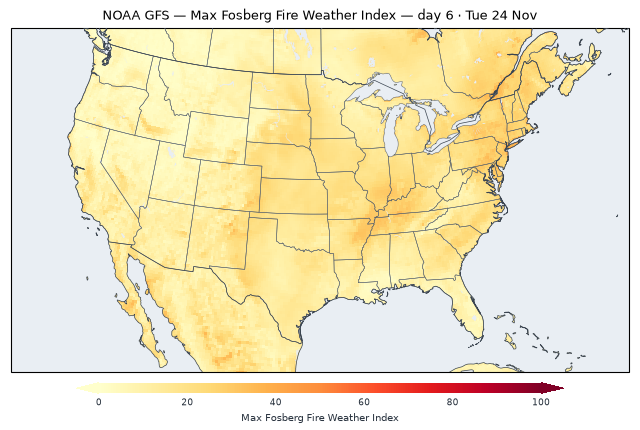 NOAA GFS — Max Fosberg Fire Weather Index — day 6 · Tue 24 Nov
0 20 40 60 80 100
Max Fosberg Fire Weather Index